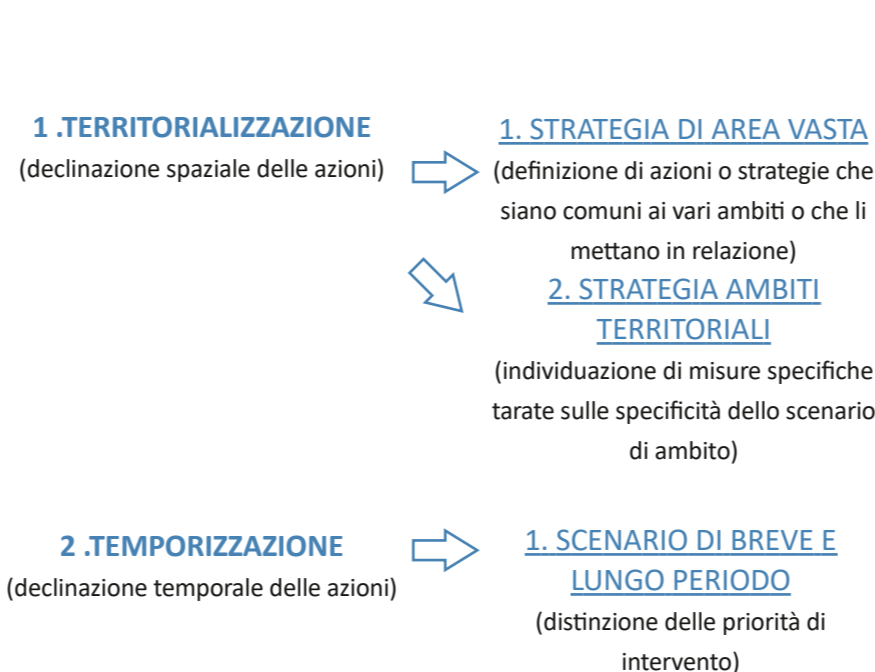 1 .TERRITORIALIZZAZIONE
(declinazione spaziale delle azioni)
1. STRATEGIA DI AREA VASTA
(definizione di azioni o strategie che
siano comuni ai vari ambiti o che li
mettano in relazione)
2. STRATEGIA AMBITI
TERRITORIALI
(individuazione di misure specifiche
tarate sulle specificità dello scenario
di ambito)
2 .TEMPORIZZAZIONE
(declinazione temporale delle azioni)
1. SCENARIO DI BREVE E
LUNGO PERIODO
(distinzione delle priorità di
intervento)